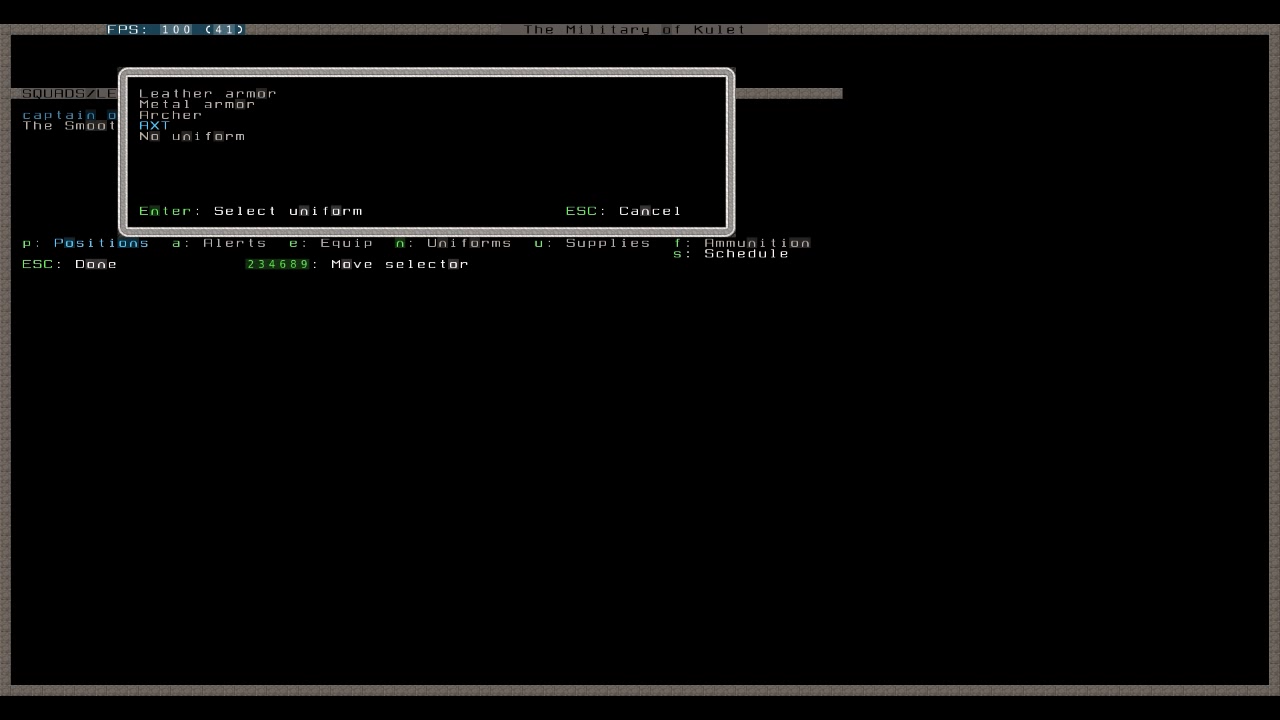 FPS: 100 (41)
The Military of Kulet
SQUADS/LE
captain o
The Smoot
Leather armor
Metal armor
Archer
AXT
No uniform
Enter: Select uniform ESC: Cancel
p: Positions a: Alerts e: Equip n: Uniforms u: Supplies f: Ammunition
s: Schedule
ESC: Done 234689: Move selector